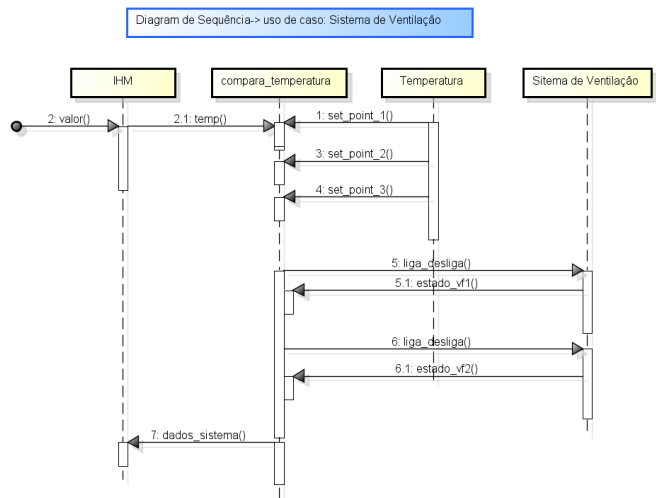 Diagram de Sequência-> uso de caso: Sistema de Ventilação
IHM
compara_temperatura
Temperatura
Sitema de Ventilação
2: valor()
2.1: temp()
1: set_point_1()
3: set_point_2()
4: set_point_3()
5: liga_desliga()
5.1: estado_vf1()
6: liga_desliga()
6.1: estado_vf2()
7: dados_sistema()